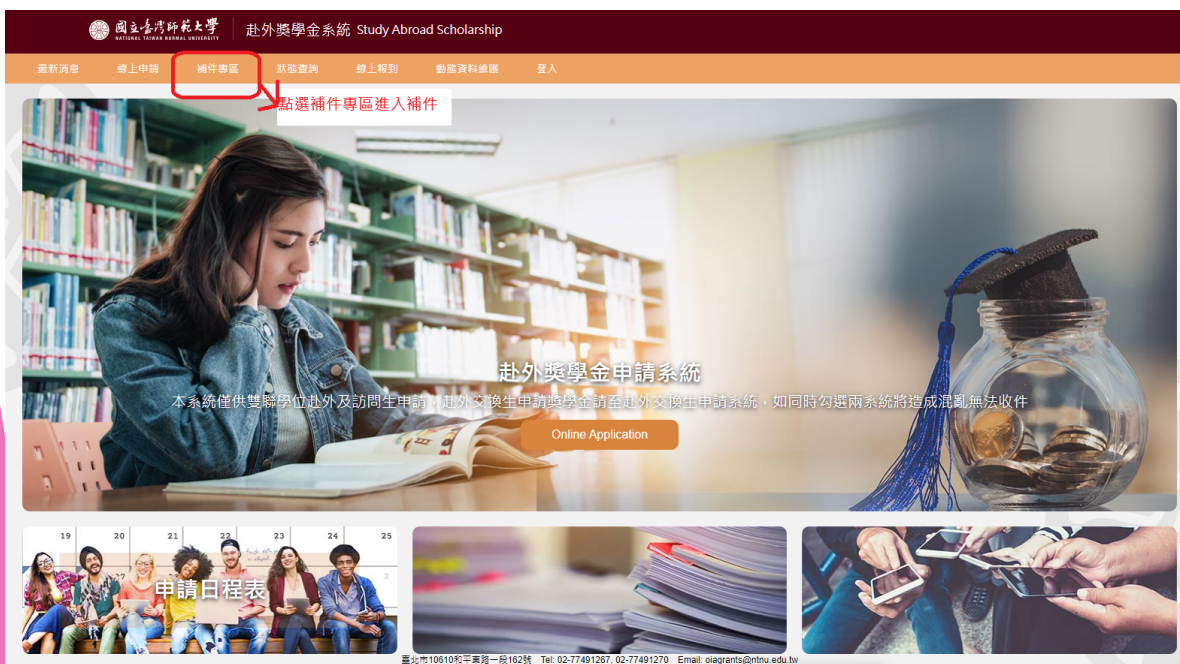 國立臺灣師範大學
NATIONAL TAIWAN NORMAL UNIVERSITY
赴外獎學金系統 Study Abroad Scholarship
最新消息 線上申請 補件專區 狀態查詢 線上報到 動態資料維護 登入
點選補件專區進入補件
赴外獎學金申請系統
本系統僅供雙聯學位赴外及訪問生申請，赴外交換生申請獎學金請至赴外交換生申請系統，如同時勾選兩系統將造成混亂無法收件
Online Application
19 20 21 22 23 24 25
申請日程表
臺北市10610和平東路一段162號 Tel: 02-77491267, 02-77491270 Email: oiagrants@ntnu.edu.tw